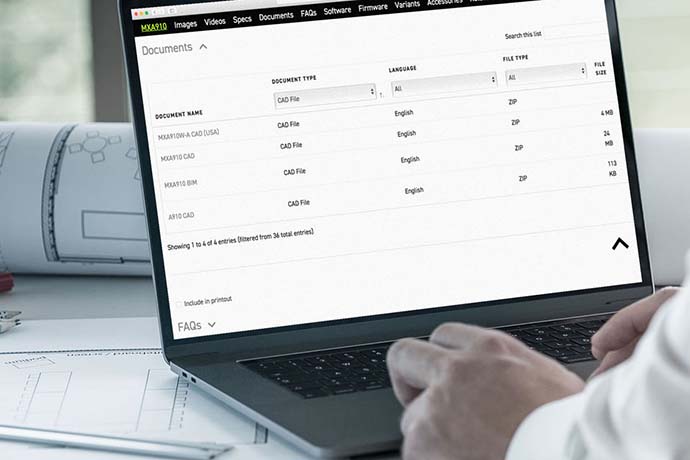 MXA910 Images Videos Specs Documents FAQs Software Firmware Variants Accessories
Documents
Search this list
DOCUMENT NAME DOCUMENT TYPE LANGUAGE FILE TYPE FILE SIZE
CAD File All All
MXA910W-A CAD (USA) CAD File English ZIP 4 MB
MXA910 CAD CAD File English ZIP 24 MB
MXA910 BIM CAD File English ZIP 113 KB
A910 CAD CAD File English ZIP
Showing 1 to 4 of 4 entries (filtered from 36 total entries)
Include in printout
FAQs